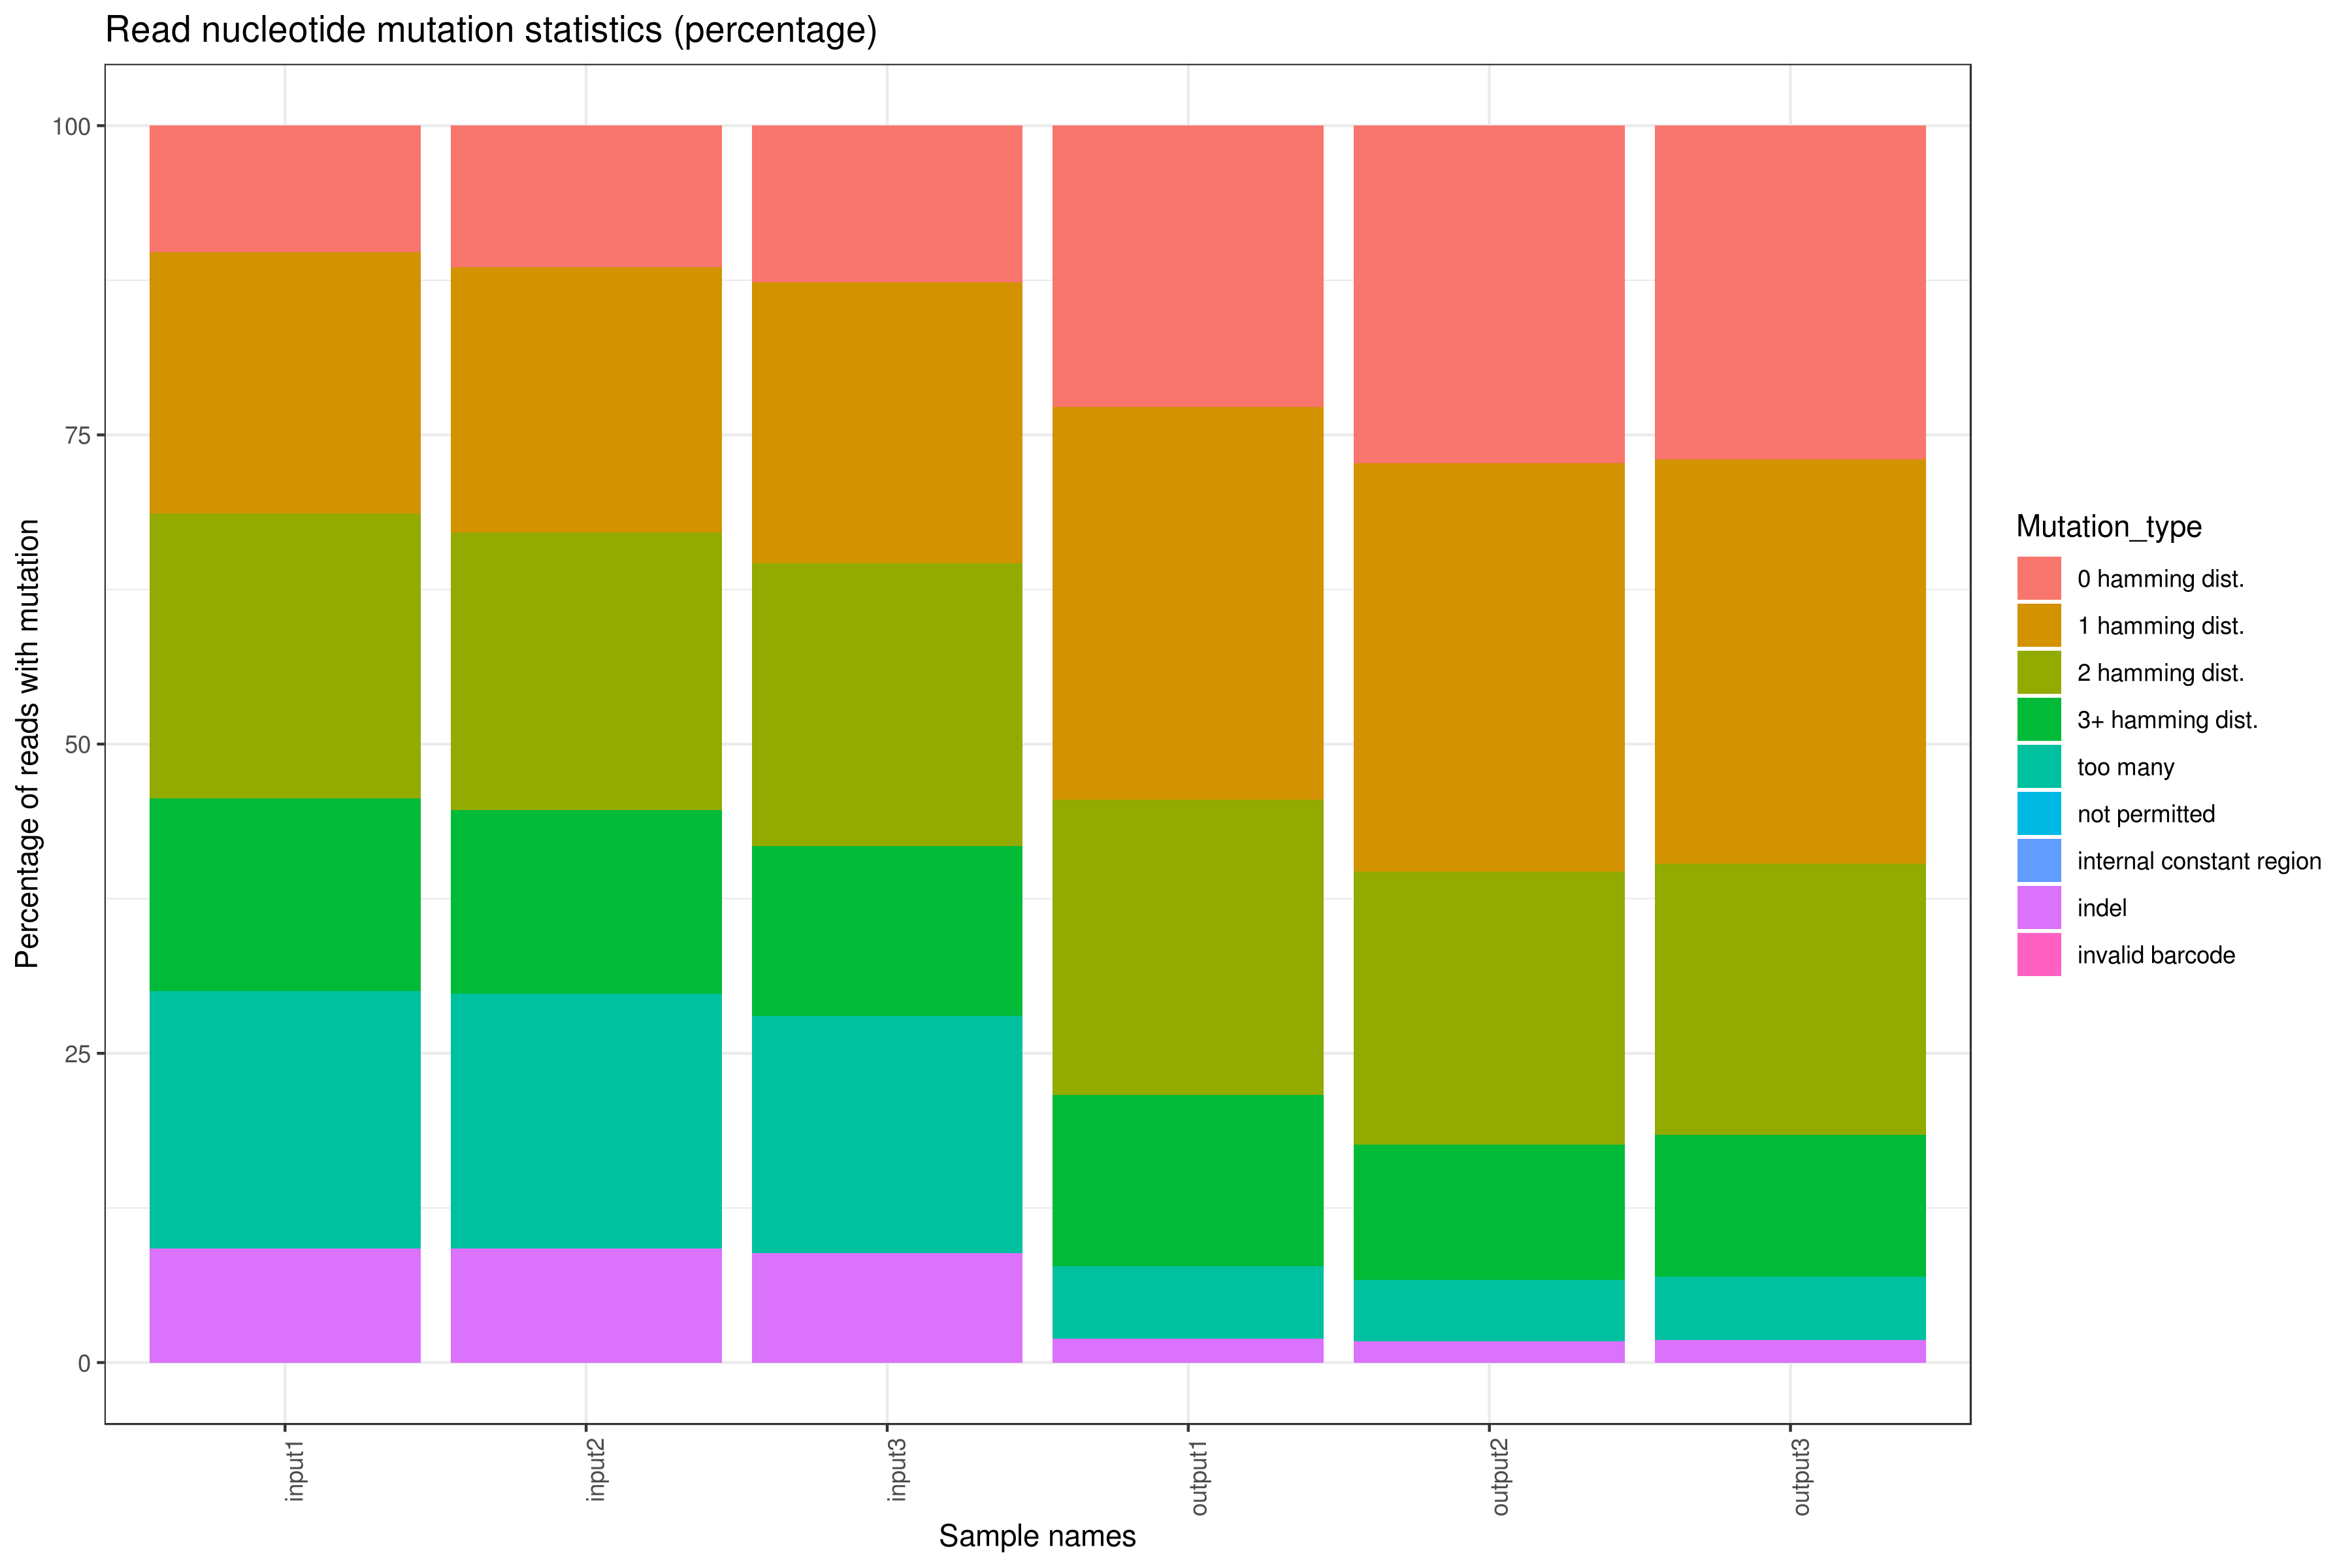 Read nucleotide mutation statistics (percentage)
Percentage of reads with mutation
100
75
50
25
0
input1
input2
input3
output1
output2
output3
Sample names
Mutation_type
0 hamming dist.
1 hamming dist.
2 hamming dist.
3+ hamming dist.
too many
not permitted
internal constant region
indel
invalid barcode